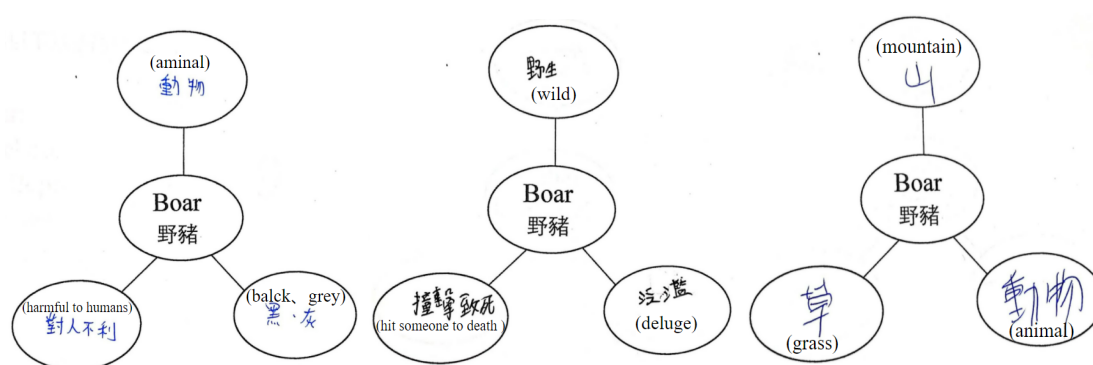 (aminal)
動物
Boar
野豬
(harmful to humans)
對人不利
(balck、grey)
黑、灰
野生
(wild)
Boar
野豬
撞擊致死
(hit someone to death )
泛濫
(deluge)
(mountain)
山
Boar
野豬
草
(grass)
動物
(animal)